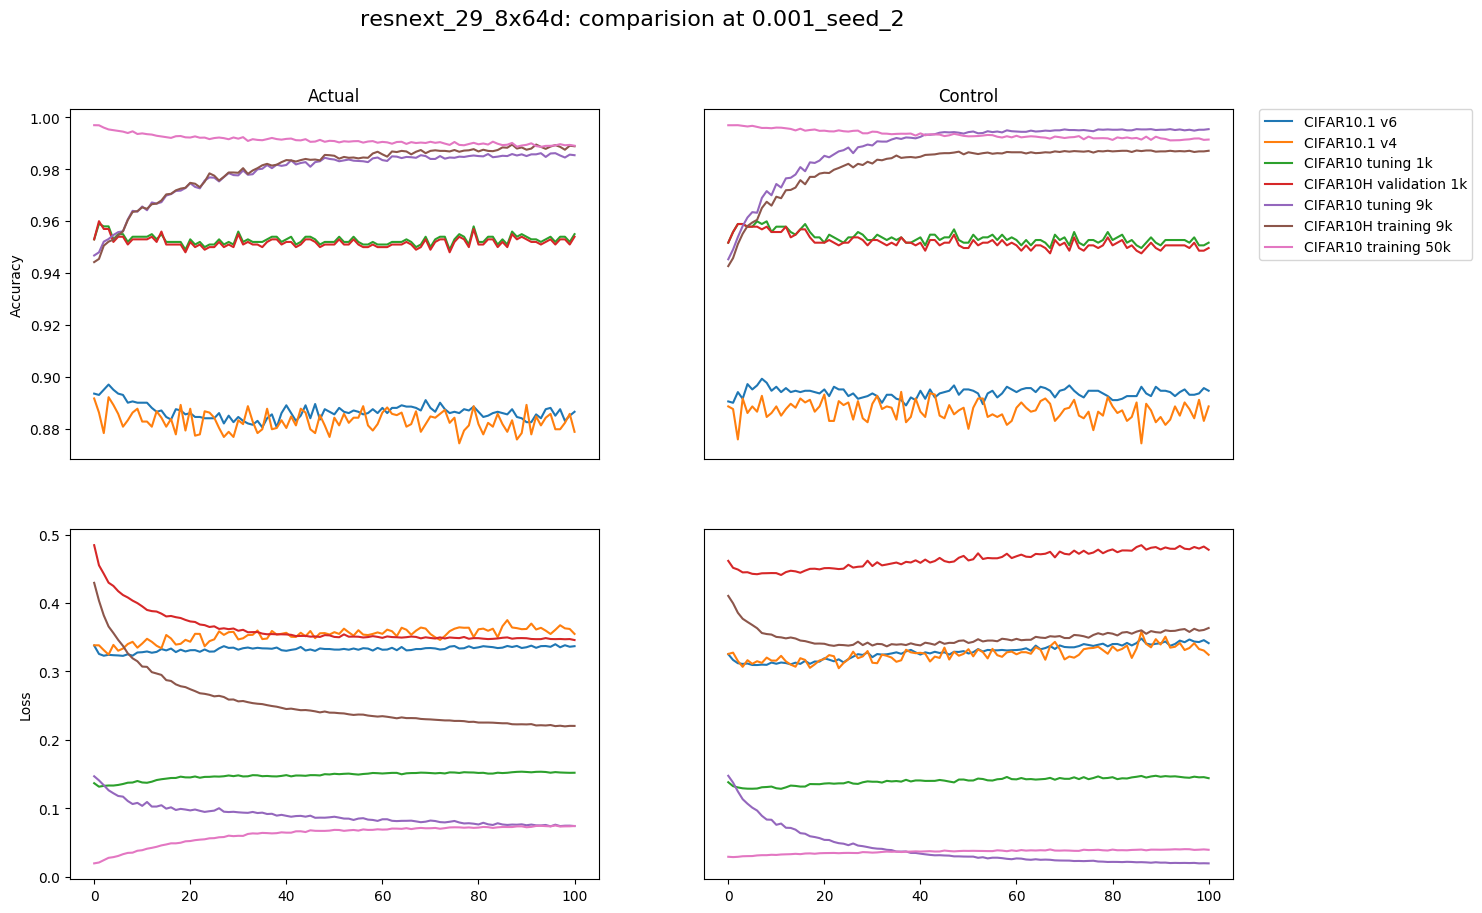 resnext_29_8x64d: comparision at 0.001_seed_2
Actual
Control
Accuracy
1.00
0.98
0.96
0.94
0.92
0.90
0.88
CIFAR10.1 v6
CIFAR10.1 v4
CIFAR10 tuning 1k
CIFAR10H validation 1k
CIFAR10 tuning 9k
CIFAR10H training 9k
CIFAR10 training 50k
Loss
0.5
0.4
0.3
0.2
0.1
0.0
0 20 40 60 80 100
0 20 40 60 80 100